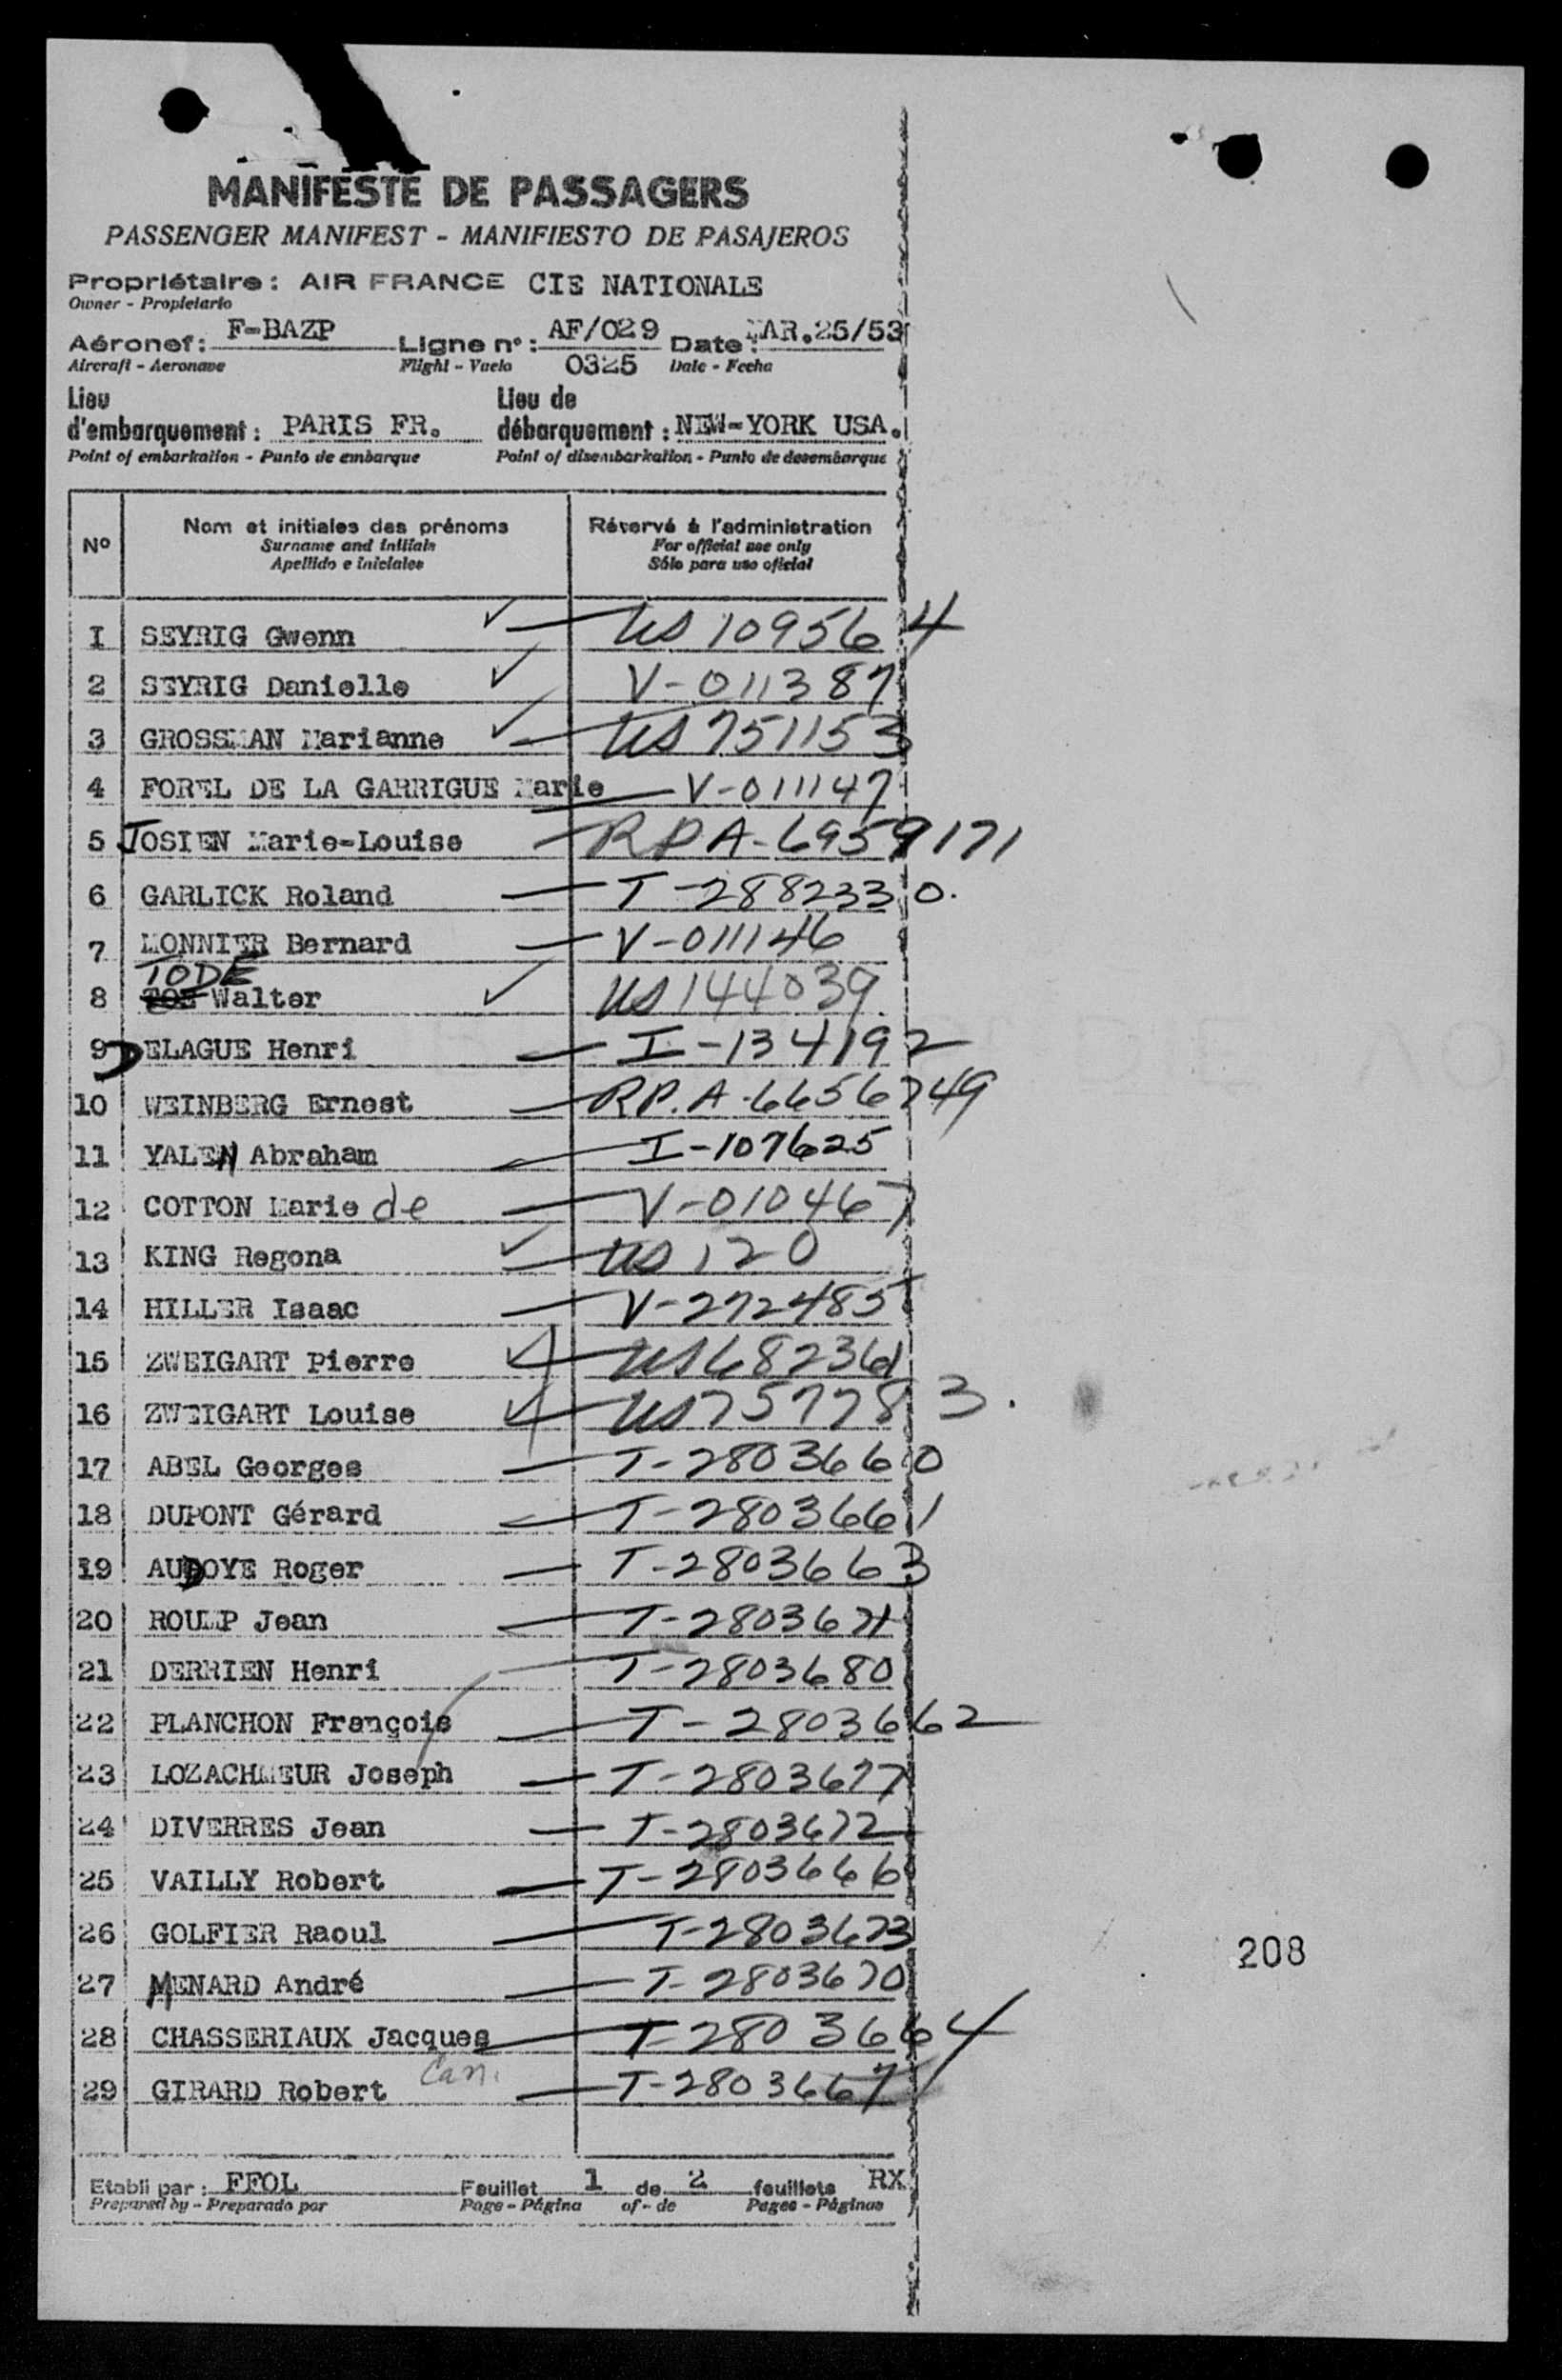 MANIFESTE DE PASSAGERS
PASSENGER MANIFEST - MANIFIESTO DE PASAJEROS
Propriétaire : AIR FRANCE CIE NATIONALE
Owner - Propietario
Aéronef : F-BAZP Ligne n° : AF/029 Date : MAR.25/53
Aircraft - Aeronave Flight - Vuelo 0325 Date - Fecha
Lieu d'embarquement : PARIS FR. Lieu de débarquement : NEW-YORK USA.
Point of embarkation - Punto de embarque Point of disembarkation - Punto de desembarque
Nº Nom et initiales des prénoms Réservé à l'administration
Surname and initials For official use only
Apellido e iniciales Sólo para uso oficial
I SEYRIG Gwenn US 109564
2 SEYRIG Danielle V-011387
3 GROSSMAN Marianne US 751153
4 FOREL DE LA GARRIGUE Marie V-011147
5 JOSIEN Marie-Louise RPA-6959171
6 GARLICK Roland T-2882330.
7 MONNIER Bernard V-011146
8 TODE Walter US 144039
9 DELAGUE Henri I-134192
10 WEINBERG Ernest RP.A-6656749
11 YALEN Abraham I-107625
12 COTTON Marie de V-010467
13 KING Regona US 120
14 HILLER Isaac V-272485
15 ZWEIGART Pierre
16 ZWEIGART Louise US 757783.
17 ABEL Georges T-2803660
18 DUPONT Gérard T-2803661
19 AUDOYE Roger T-2803663
20 ROUMP Jean T-2803671
21 DERRIEN Henri T-2803680
22 PLANCHON François T-2803662
23 LOZACHMEUR Joseph T-2803677
24 DIVERRES Jean T-2803672
25 VAILLY Robert T-2803666
26 GOLFIER Raoul T-2803673
27 MENARD André T-2803670
28 CHASSERIAUX Jacques T-2803664
29 GIRARD Robert Can. T-2803667
208
Etabli par : FFOL Feuillet 1 de 2 feuillets RX
Prepared by - Preparado por Page - Página of - de Pages - Páginas